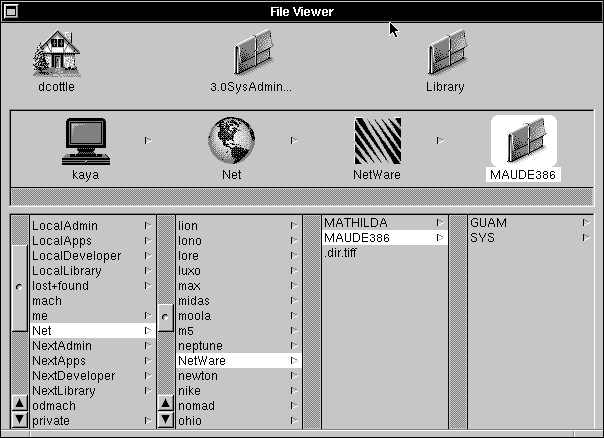 File Viewer
dcottle
3.0SysAdmin...
Library
kaya
Net
NetWare
MAUDE386
LocalAdmin
LocalApps
LocalDeveloper
LocalLibrary
lost+found
mach
me
Net
NextAdmin
NextApps
NextDeveloper
NextLibrary
odmach
private
lion
lono
lore
luxo
max
midas
moola
m5
neptune
NetWare
newton
nike
nomad
ohio
MATHILDA
MAUDE386
.dir.tiff
GUAM
SYS